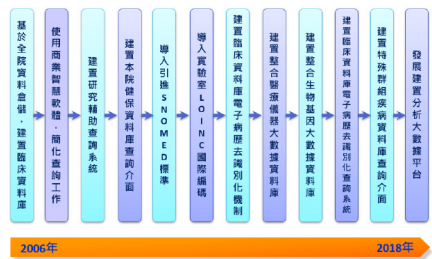 基於全院資料倉儲，建置臨床資料庫
使用商業智慧軟體，簡化查詢工作
建置研究輔助查詢系統
建置本院健保資料庫查詢介面
導入引進SNOMED標準
導入實驗室LOINC國際編碼
建置臨床資料庫電子病歷去識別化機制
建置整合醫療儀器大數據資料庫
建置整合生物基因大數據資料庫
建置臨床資料庫電子病歷去識別化查詢系統
建置特殊群組疾病資料庫查詢介面
發展建置分析大數據平台
2006年
2018年